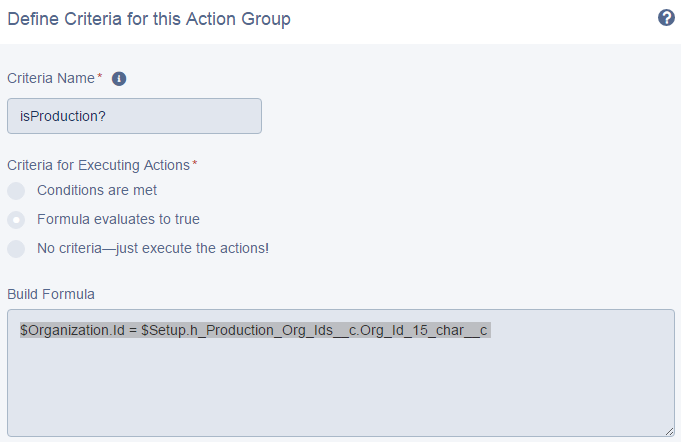 Define Criteria for this Action Group
?
Criteria Name* i
isProduction?
Criteria for Executing Actions*
Conditions are met
Formula evaluates to true
No criteria—just execute the actions!
Build Formula
$Organization.Id = $Setup.h_Production_Org_Ids__c.Org_Id_15_char__c